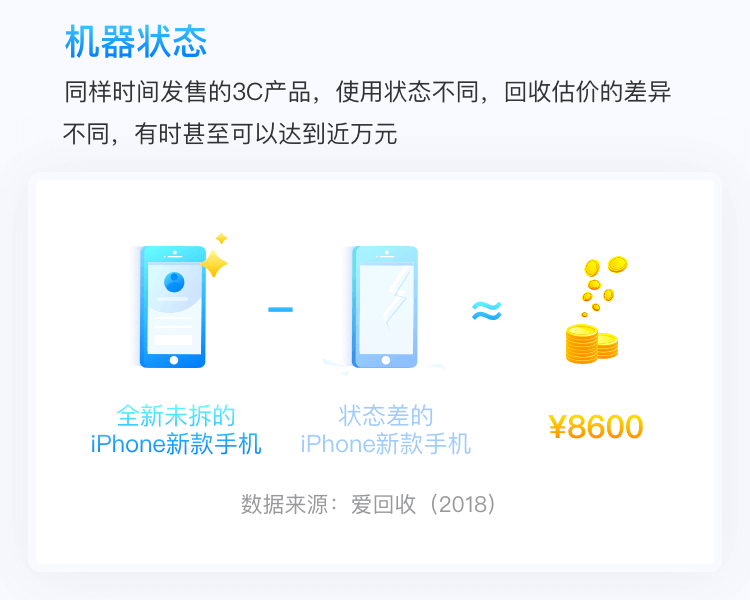 机器状态
同样时间发售的3C产品，使用状态不同，回收估价的差异
不同，有时甚至可以达到近万元
全新未拆的
iPhone新款手机
状态差的
iPhone新款手机
¥8600
数据来源：爱回收（2018）